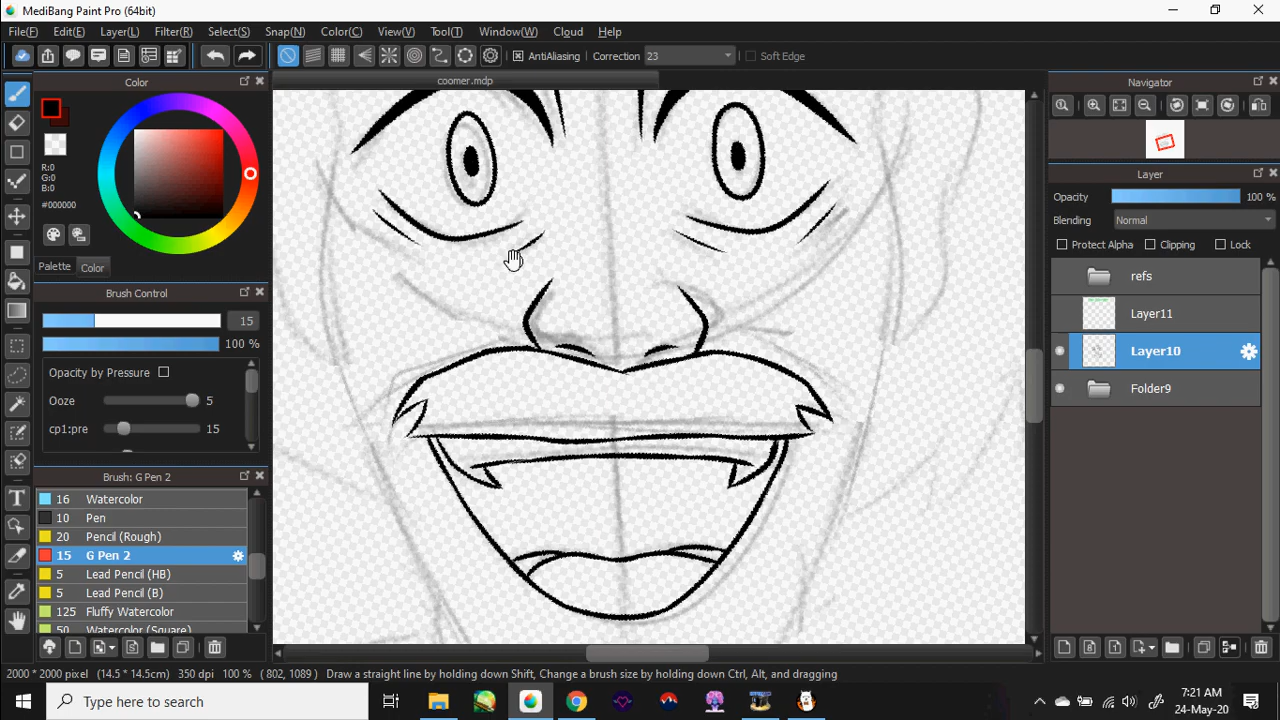 MediBang Paint Pro (64bit)
File(F) Edit(E) Layer(L) Filter(R) Select(S) Snap(N) Color(C) View(V) Tool(T) Window(W) Cloud Help
AntiAliasing Correction 23 Soft Edge
Color
coomer.mdp
Navigator
R:0
G:0
B:0
#000000
Palette Color
Layer
Opacity 100 %
Blending Normal
Protect Alpha Clipping Lock
refs
Layer11
Layer10
Folder9
Brush Control
15
100 %
Opacity by Pressure
Ooze 5
cp1:pre 15
Brush: G Pen 2
16 Watercolor
10 Pen
20 Pencil (Rough)
15 G Pen 2
5 Lead Pencil (HB)
5 Lead Pencil (B)
125 Fluffy Watercolor
50 Watercolor (Square)
2000 * 2000 pixel (14.5 * 14.5cm) 350 dpi 100 % ( 802, 1089 ) Draw a straight line by holding down Shift, Change a brush size by holding down Ctrl, Alt, and dragging
Type here to search
7:21 AM
24-May-20